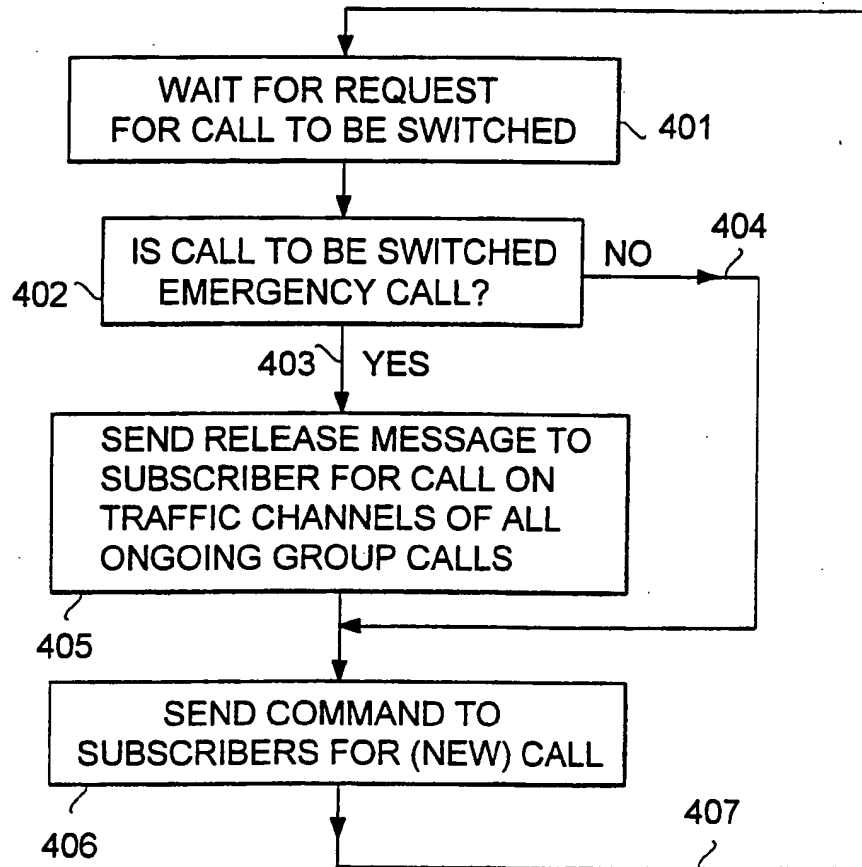 WAIT FOR REQUEST
FOR CALL TO BE SWITCHED
401
IS CALL TO BE SWITCHED
EMERGENCY CALL?
402
NO
404
403
YES
SEND RELEASE MESSAGE TO
SUBSCRIBER FOR CALL ON
TRAFFIC CHANNELS OF ALL
ONGOING GROUP CALLS
405
SEND COMMAND TO
SUBSCRIBERS FOR (NEW) CALL
406
407